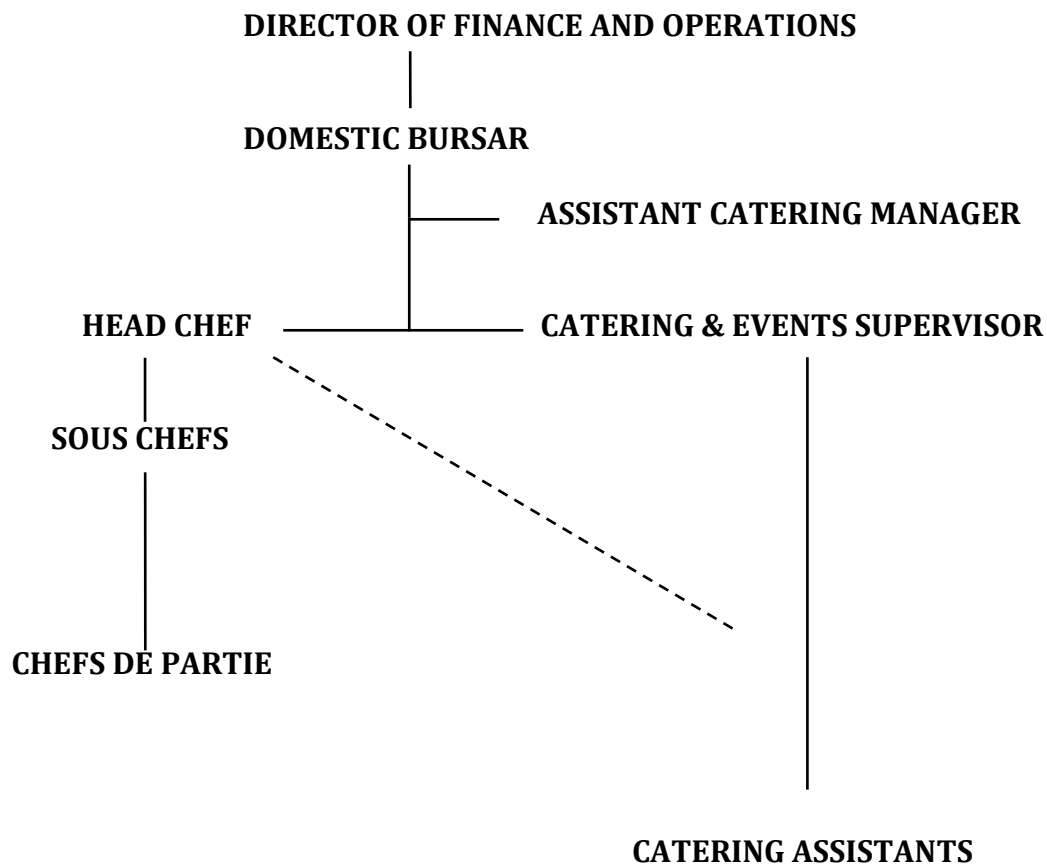 DIRECTOR OF FINANCE AND OPERATIONS
DOMESTIC BURSAR
ASSISTANT CATERING MANAGER
HEAD CHEF
CATERING & EVENTS SUPERVISOR
SOUS CHEFS
CHEFS DE PARTIE
CATERING ASSISTANTS